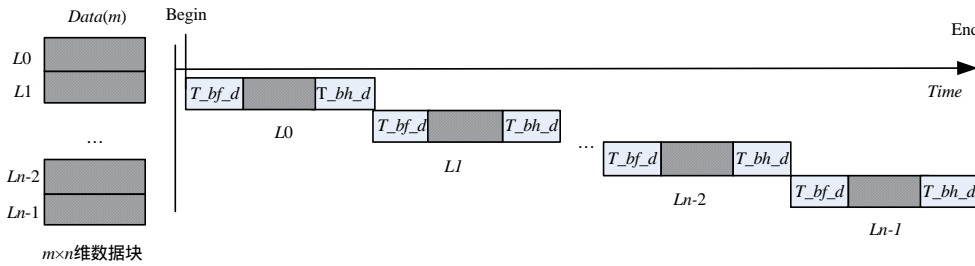 Data(m)
Begin
End
L0
L1
Time
T_bf_d
T_bh_d
L0
T_bf_d
T_bh_d
L1
…
…
Ln-2
Ln-1
T_bf_d
T_bh_d
Ln-2
T_bf_d
T_bh_d
Ln-1
m×n维数据块